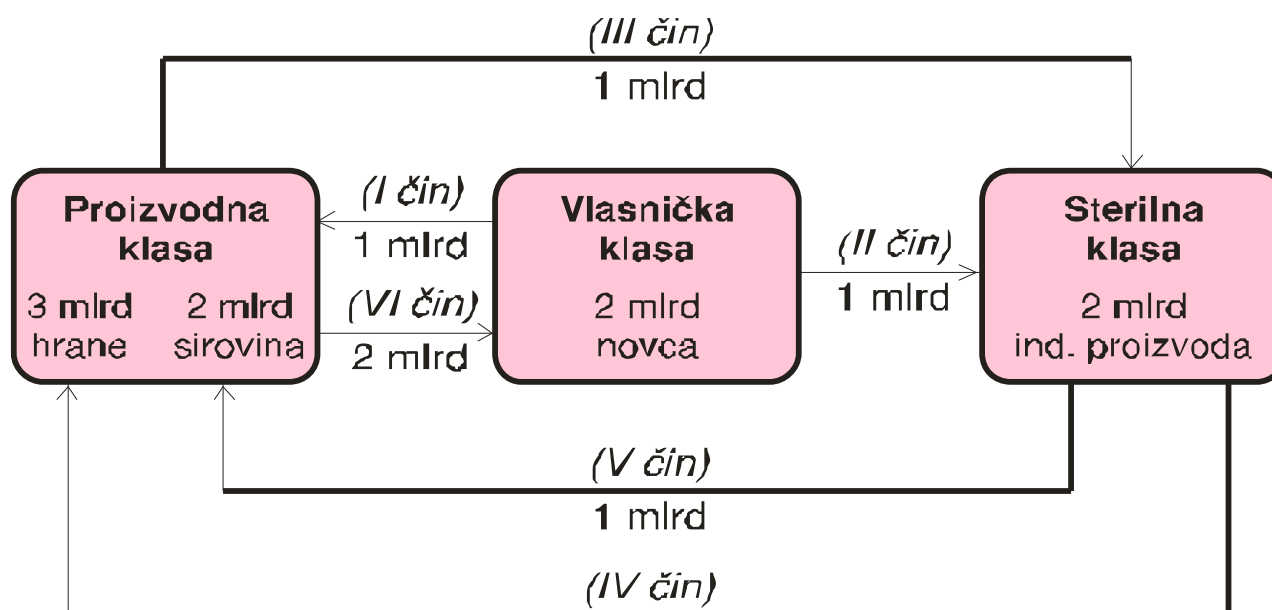 (III čin)
1 mlrd
Proizvodna
klasa
3 mlrd
hrane
2 mlrd
sirovina
(I čin)
1 mlrd
(VI čin)
2 mlrd
Vlasnička
klasa
2 mlrd
novca
(II čin)
1 mlrd
Sterilna
klasa
2 mlrd
ind. proizvoda
(V čin)
1 mlrd
(IV čin)